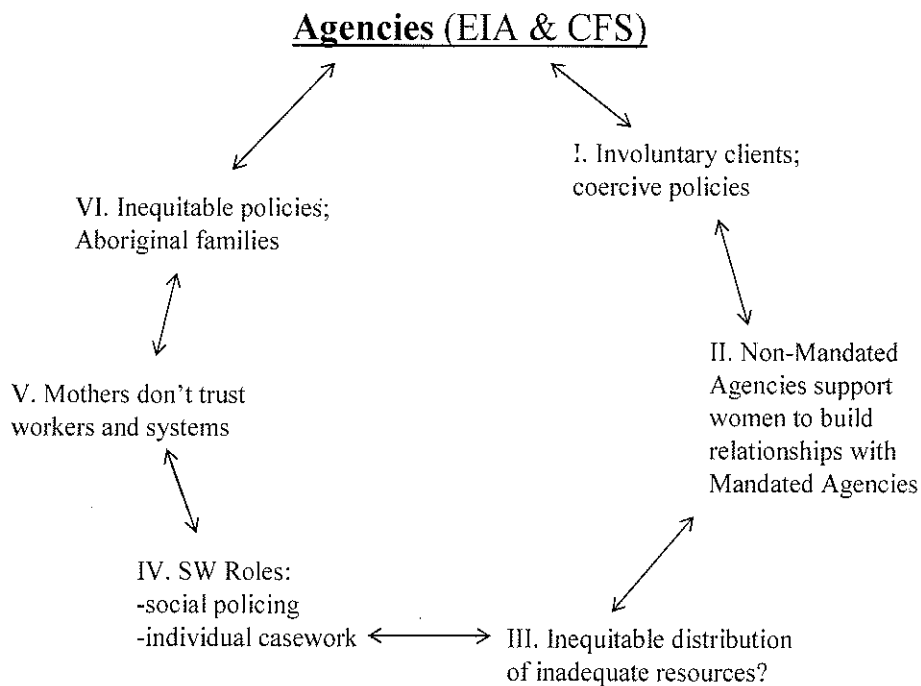 Agencies (EIA & CFS)
I. Involuntary clients;
coercive policies
II. Non-Mandated
Agencies support
women to build
relationships with
Mandated Agencies
III. Inequitable distribution
of inadequate resources?
IV. SW Roles:
-social policing
-individual casework
V. Mothers don't trust
workers and systems
VI. Inequitable policies;
Aboriginal families